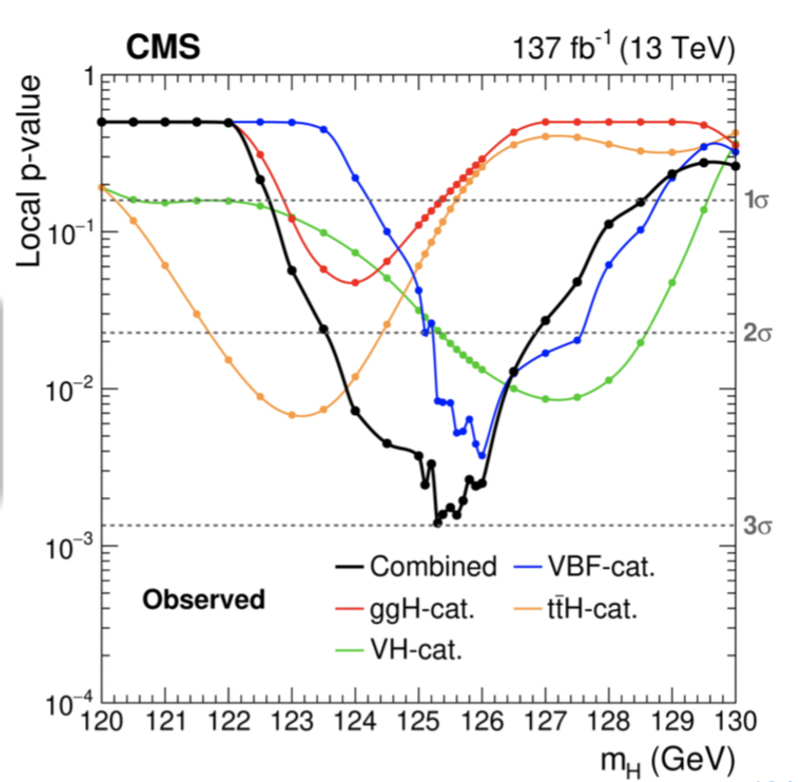 CMS 137 fb⁻¹ (13 TeV)
Local p-value
1
10⁻¹
10⁻²
10⁻³
10⁻⁴
1σ
2σ
3σ
Observed
Combined VBF-cat.
ggH-cat. tt̄H-cat.
VH-cat.
120 121 122 123 124 125 126 127 128 129 130
m_H (GeV)